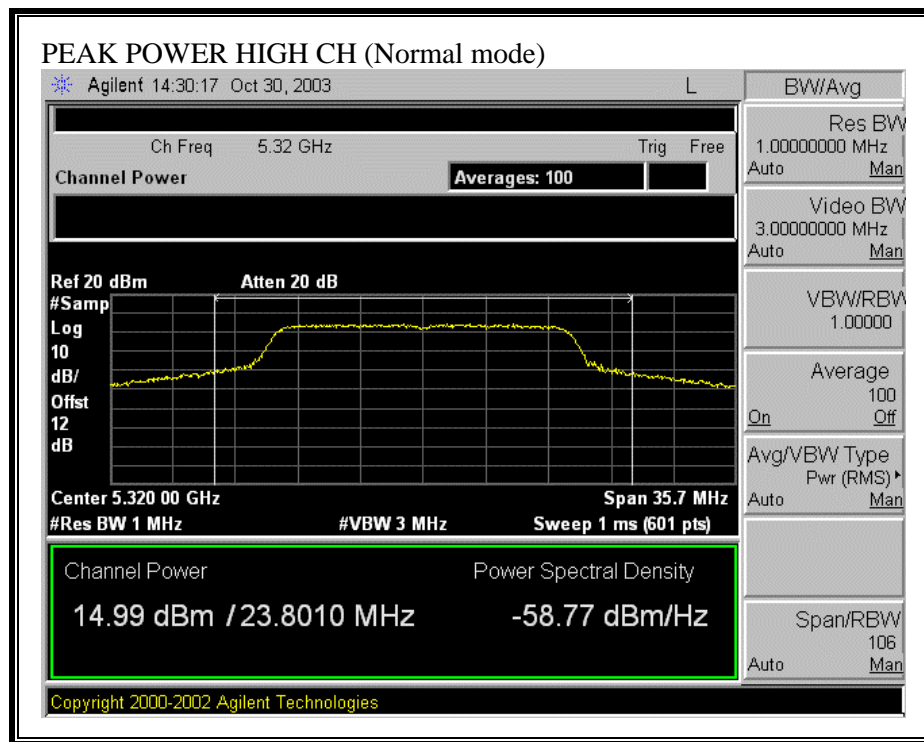 PEAK POWER HIGH CH (Normal mode)
Agilent 14:30:17 Oct 30, 2003 L
Ch Freq 5.32 GHz Trig Free
Channel Power Averages: 100
Ref 20 dBm Atten 20 dB
#Samp
Log
10
dB/
Offst
12
dB
Center 5.320 00 GHz Span 35.7 MHz
#Res BW 1 MHz #VBW 3 MHz Sweep 1 ms (601 pts)
Channel Power Power Spectral Density
14.99 dBm / 23.8010 MHz -58.77 dBm/Hz
Copyright 2000-2002 Agilent Technologies
BW/Avg
Res BW
1.00000000 MHz
Auto Man
Video BW
3.00000000 MHz
Auto Man
VBW/RBW
1.00000
Average
100
On Off
Avg/VBW Type
Pwr (RMS)
Auto Man
Span/RBW
106
Auto Man